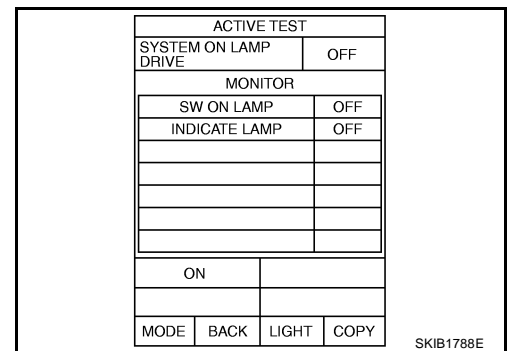 ACTIVE TEST
SYSTEM ON LAMP
DRIVE
OFF
MONITOR
SW ON LAMP OFF
INDICATE LAMP OFF
ON
MODE BACK LIGHT COPY
SKIB1788E